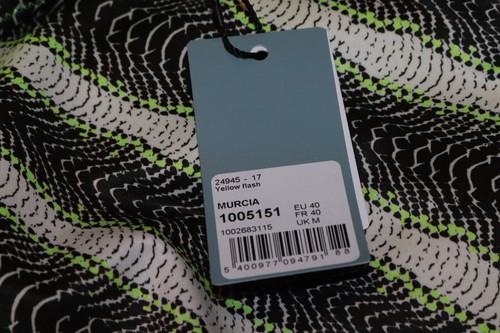 24945 - 17
Yellow flash
MURCIA
1005151
1002683115
EU 40
FR 40
UK M
5 400977 094791 88